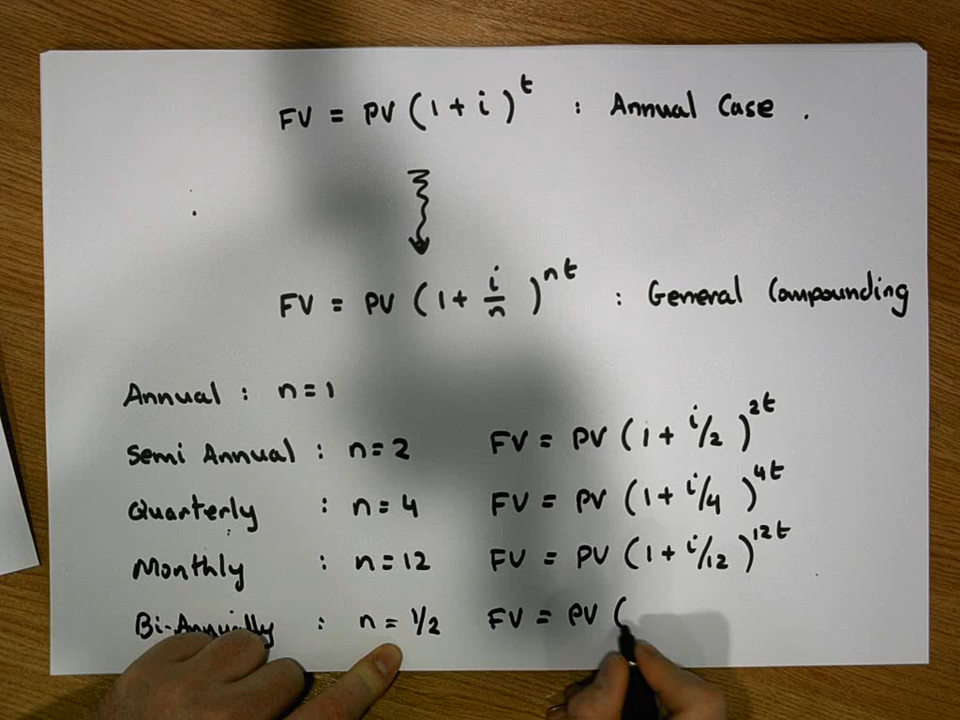 FV = PV (1 + i)^t : Annual Case .
FV = PV (1 + i/n)^nt : General Compounding
Annual : n = 1
Semi Annual : n = 2 FV = PV (1 + i/2)^2t
Quarterly : n = 4 FV = PV (1 + i/4)^4t
Monthly : n = 12 FV = PV (1 + i/12)^12t
Bi-Annually : n = 1/2 FV = PV (